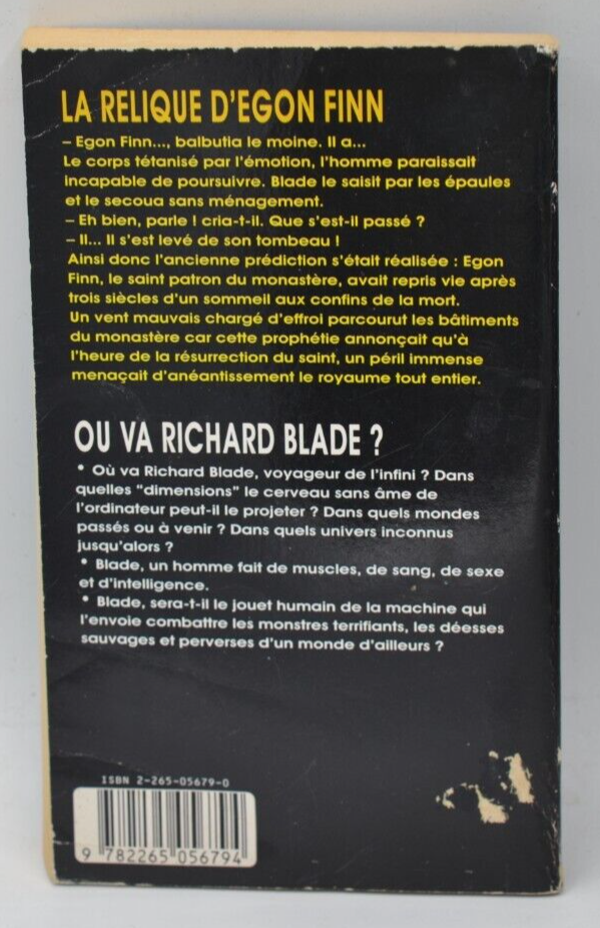 LA RELIQUE D'EGON FINN
– Egon Finn..., balbutia le moine. Il a...
Le corps tétanisé par l'émotion, l'homme paraissait
incapable de poursuivre. Blade le saisit par les épaules
et le secoua sans ménagement.
– Eh bien, parle ! cria-t-il. Que s'est-il passé ?
– Il... Il s'est levé de son tombeau !
Ainsi donc l'ancienne prédiction s'était réalisée : Egon
Finn, le saint patron du monastère, avait repris vie après
trois siècles d'un sommeil aux confins de la mort.
Un vent mauvais chargé d'effroi parcourut les bâtiments
du monastère car cette prophétie annonçait qu'à
l'heure de la résurrection du saint, un péril immense
menaçait d'anéantissement le royaume tout entier.
OU VA RICHARD BLADE ?
• Où va Richard Blade, voyageur de l'infini ? Dans
quelles "dimensions" le cerveau sans âme de
l'ordinateur peut-il le projeter ? Dans quels mondes
passés ou à venir ? Dans quels univers inconnus
jusqu'alors ?
• Blade, un homme fait de muscles, de sang, de sexe
et d'intelligence.
• Blade, sera-t-il le jouet humain de la machine qui
l'envoie combattre les monstres terrifiants, les déesses
sauvages et perverses d'un monde d'ailleurs ?
ISBN 2-265-05679-0
9 782265 056794